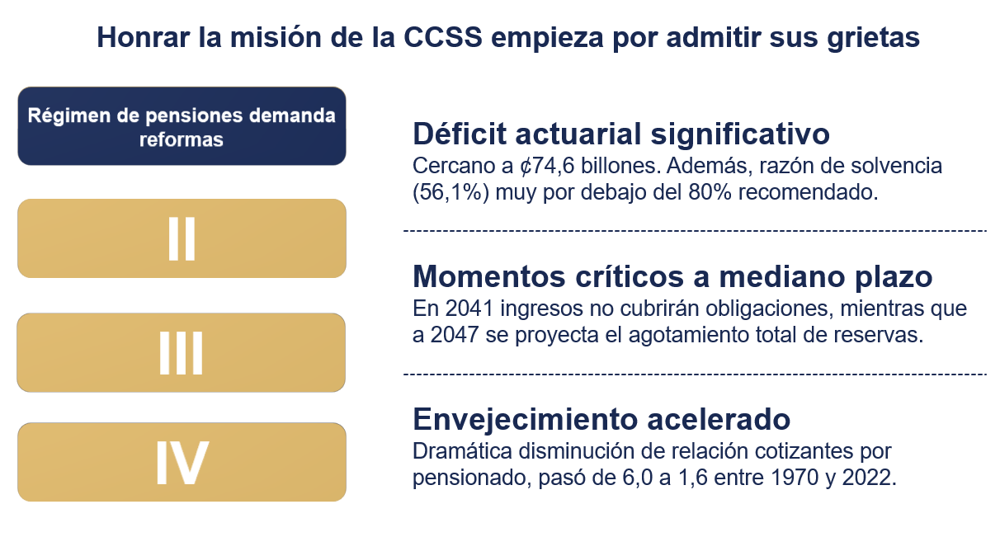 Honrar la misión de la CCSS empieza por admitir sus grietas
Régimen de pensiones demanda
reformas
II
III
IV
Déficit actuarial significativo
Cercano a ₡74,6 billones. Además, razón de solvencia
(56,1%) muy por debajo del 80% recomendado.
Momentos críticos a mediano plazo
En 2041 ingresos no cubrirán obligaciones, mientras que
a 2047 se proyecta el agotamiento total de reservas.
Envejecimiento acelerado
Dramática disminución de relación cotizantes por
pensionado, pasó de 6,0 a 1,6 entre 1970 y 2022.